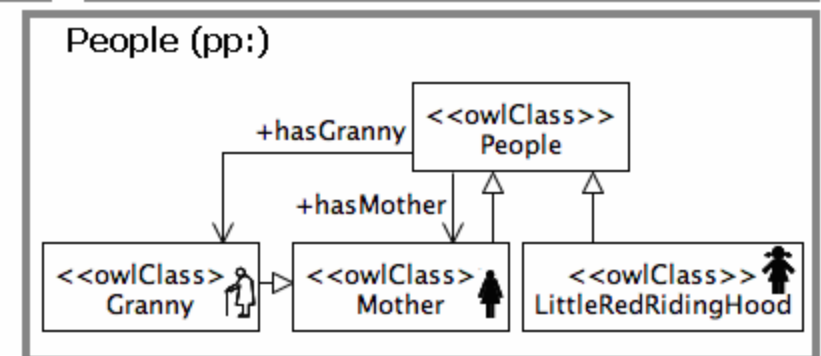 People (pp:)
<<owlClass>>
People
+hasGranny
+hasMother
<<owlClass>
Granny
<<owlClass>
Mother
<<owlClass>>
LittleRedRidingHood